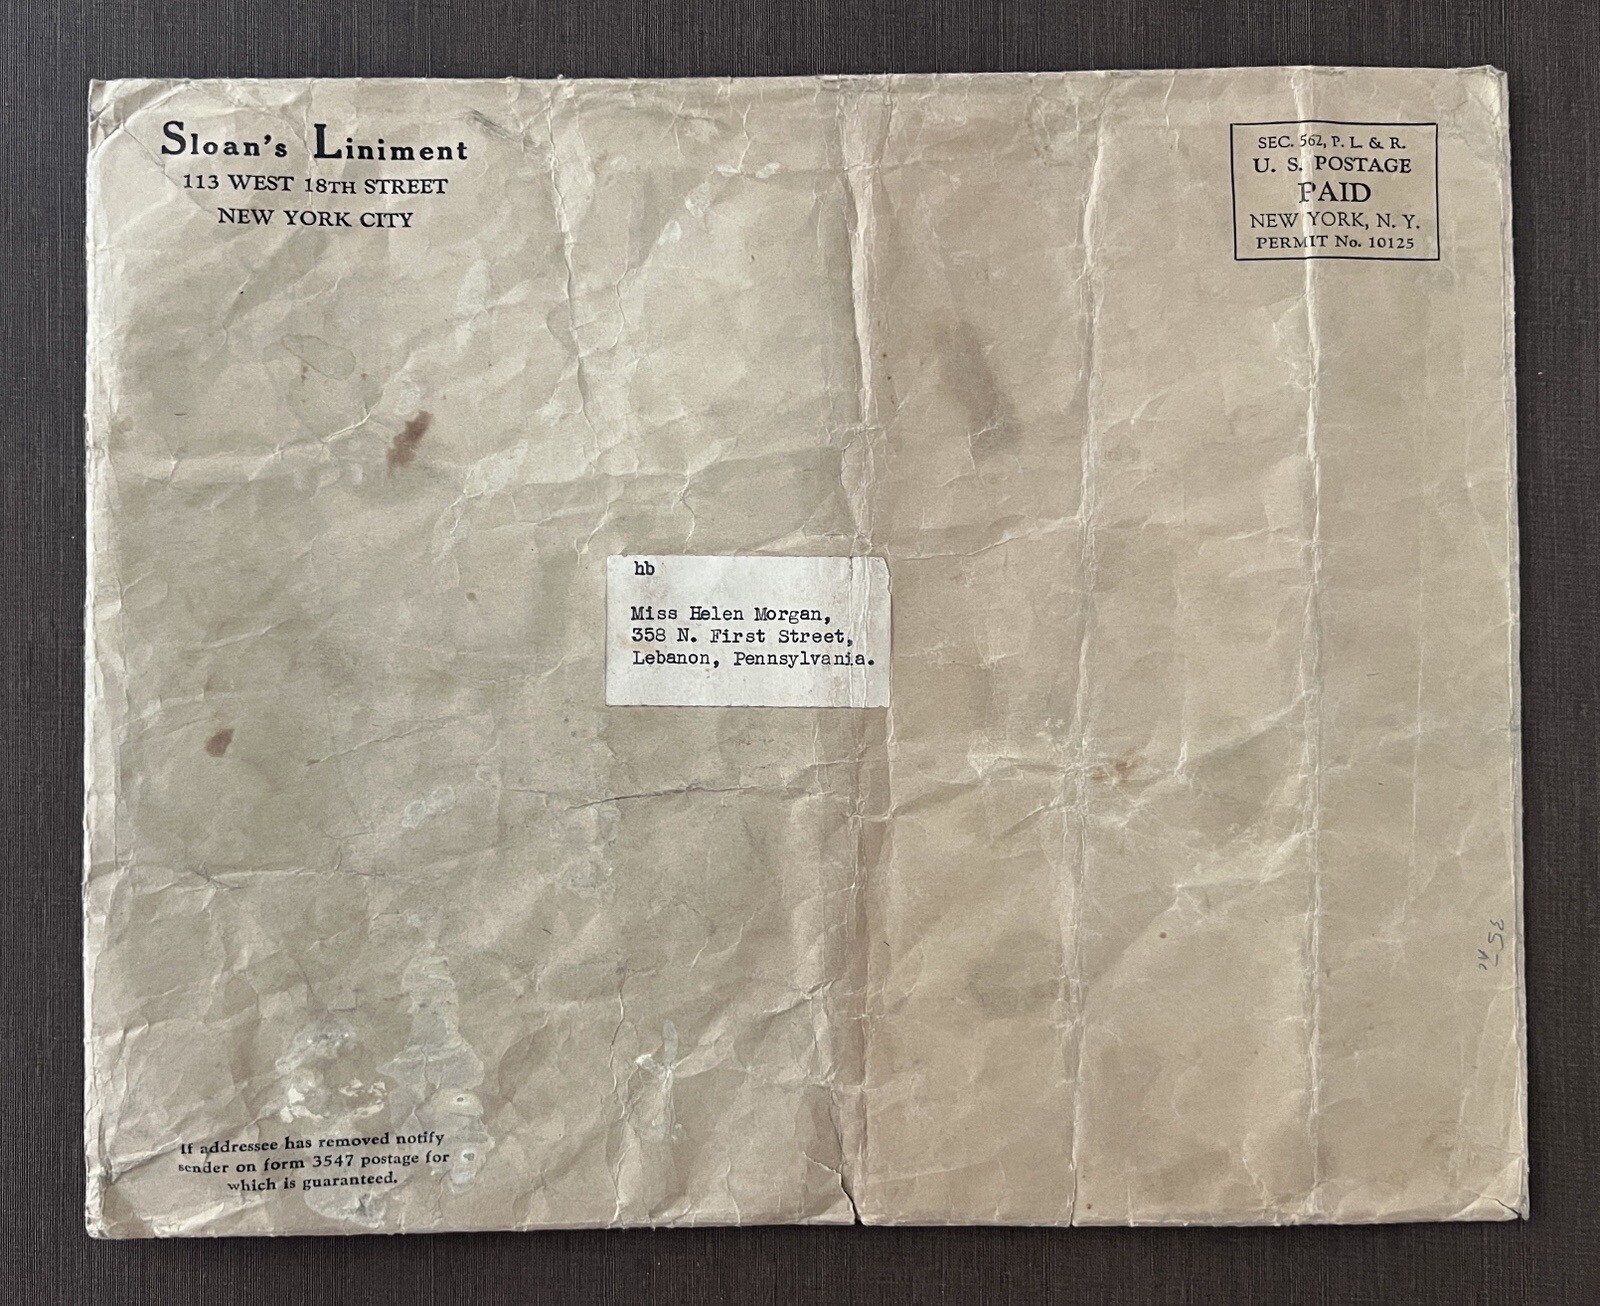 Sloan's Liniment
113 WEST 18TH STREET
NEW YORK CITY
SEC. 562, P. L. & R.
U. S. POSTAGE
PAID
NEW YORK, N. Y.
PERMIT No. 10125
hb
Miss Helen Morgan,
358 N. First Street,
Lebanon, Pennsylvania.
35-
If addressee has removed notify
sender on form 3547 postage for
which is guaranteed.